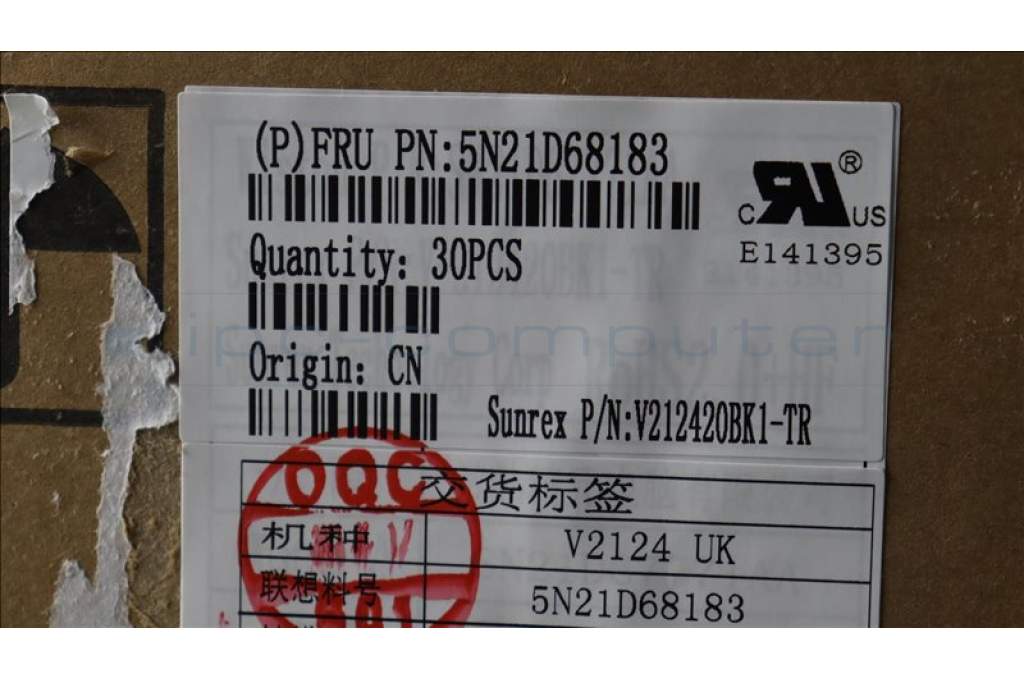 (P)FRU PN:5N21D68183
C US ®
E141395
Quantity: 30PCS
Origin: CN
Sunrex P/N:V212420BK1-TR
OQC
交货标签
机种 V2124 UK
联想料号 5N21D68183